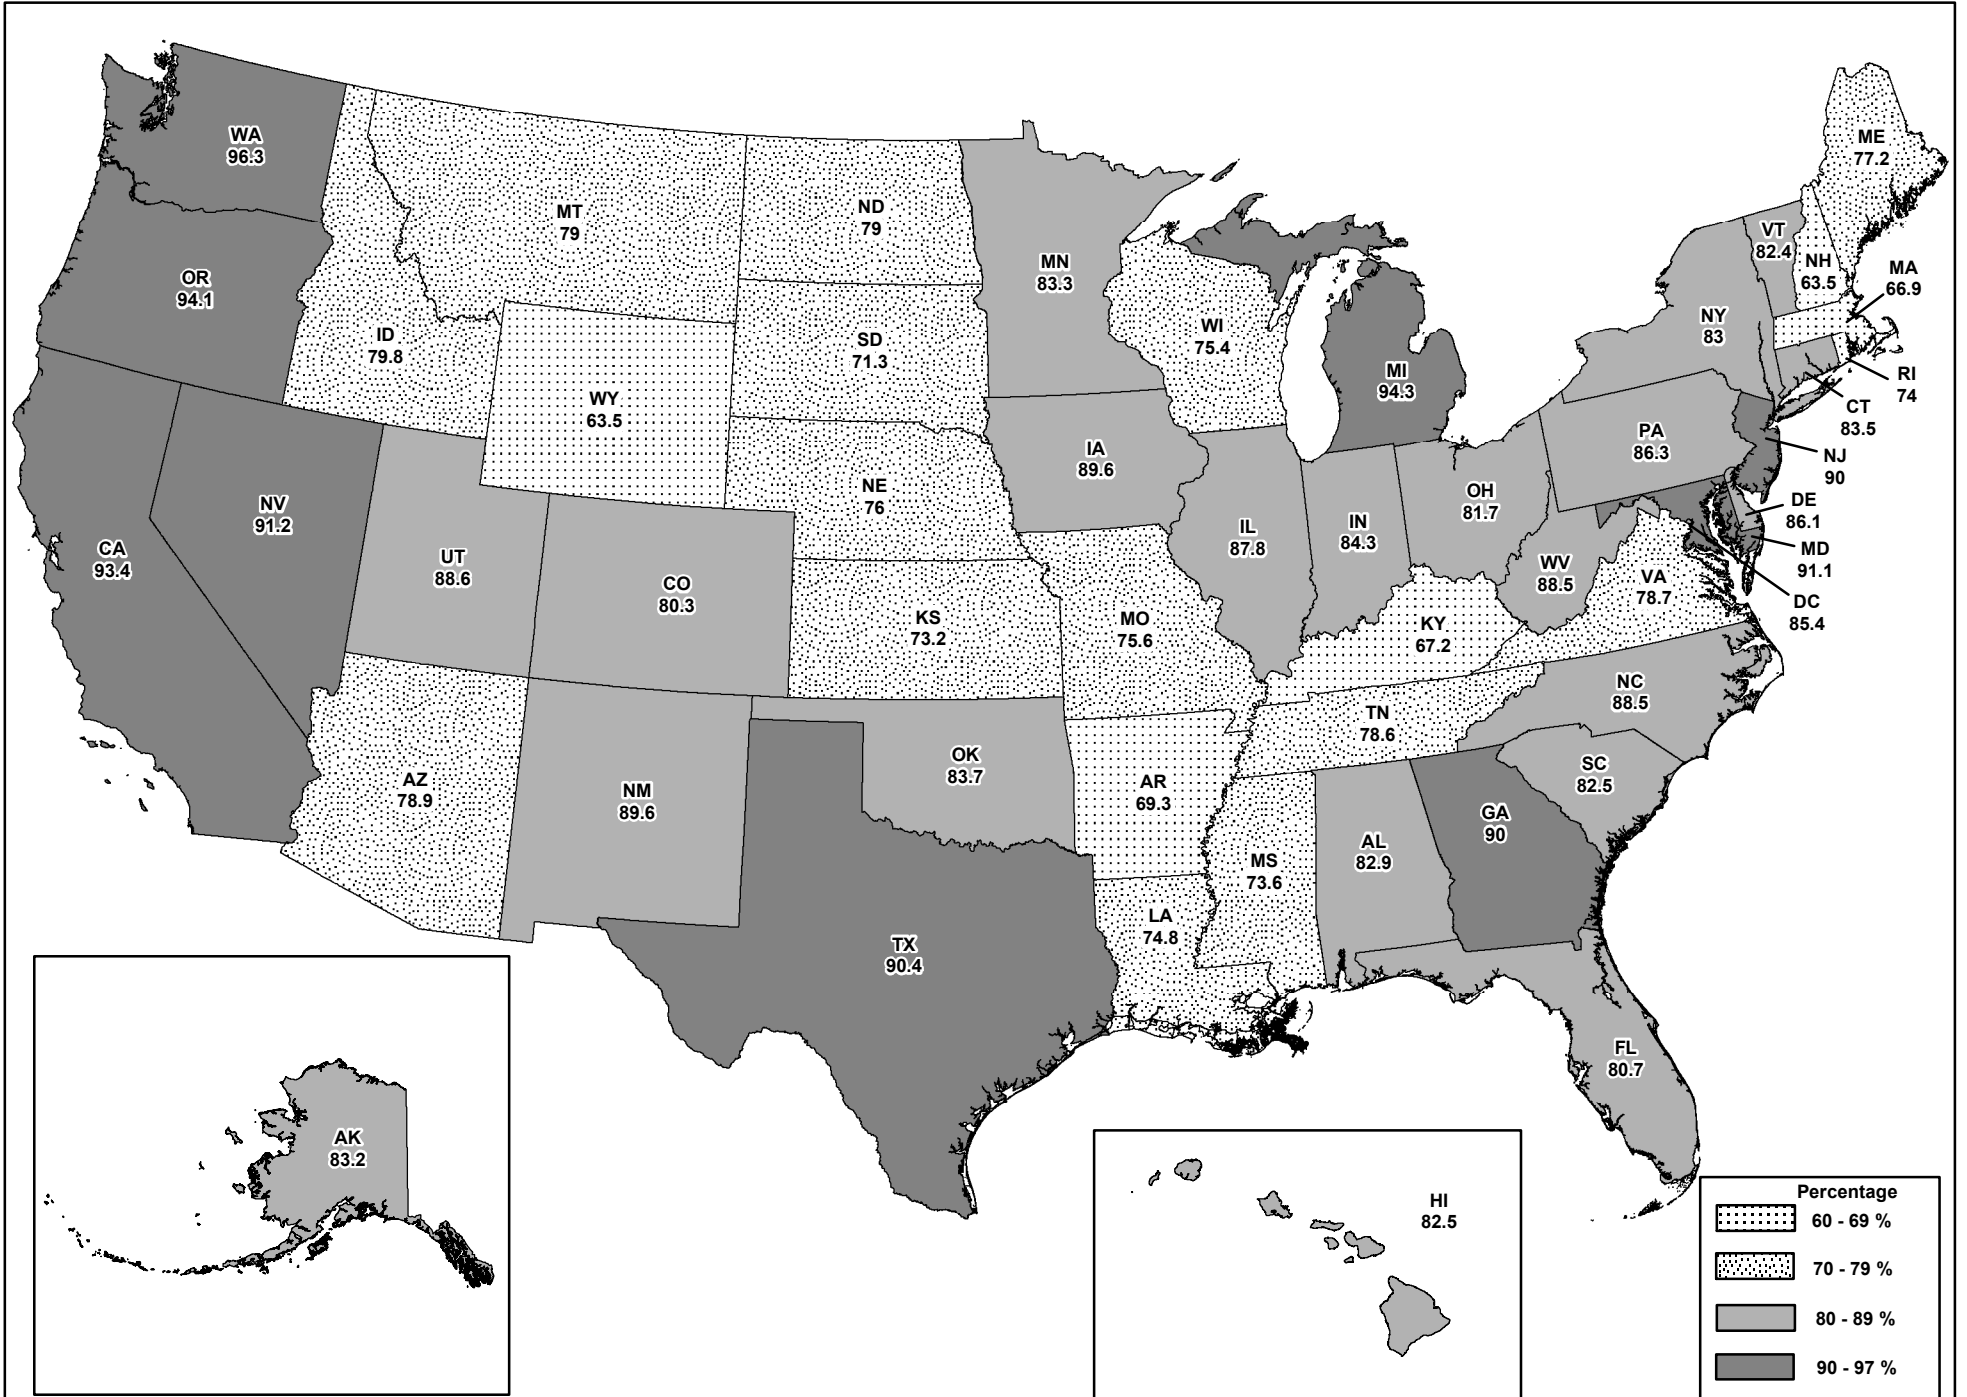 WA
96.3
OR
94.1
CA
93.4
NV
91.2
ID
79.8
MT
79
WY
63.5
UT
88.6
CO
80.3
AZ
78.9
NM
89.6
ND
79
SD
71.3
NE
76
KS
73.2
OK
83.7
TX
90.4
MN
83.3
IA
89.6
MO
75.6
AR
69.3
LA
74.8
WI
75.4
IL
87.8
MI
94.3
IN
84.3
OH
81.7
KY
67.2
TN
78.6
MS
73.6
AL
82.9
GA
90
FL
80.7
SC
82.5
NC
88.5
VA
78.7
WV
88.5
PA
86.3
NY
83
VT
82.4
NH
63.5
ME
77.2
MA
66.9
RI
74
CT
83.5
NJ
90
DE
86.1
MD
91.1
DC
85.4
AK
83.2
HI
82.5
Percentage
60 - 69 %
70 - 79 %
80 - 89 %
90 - 97 %